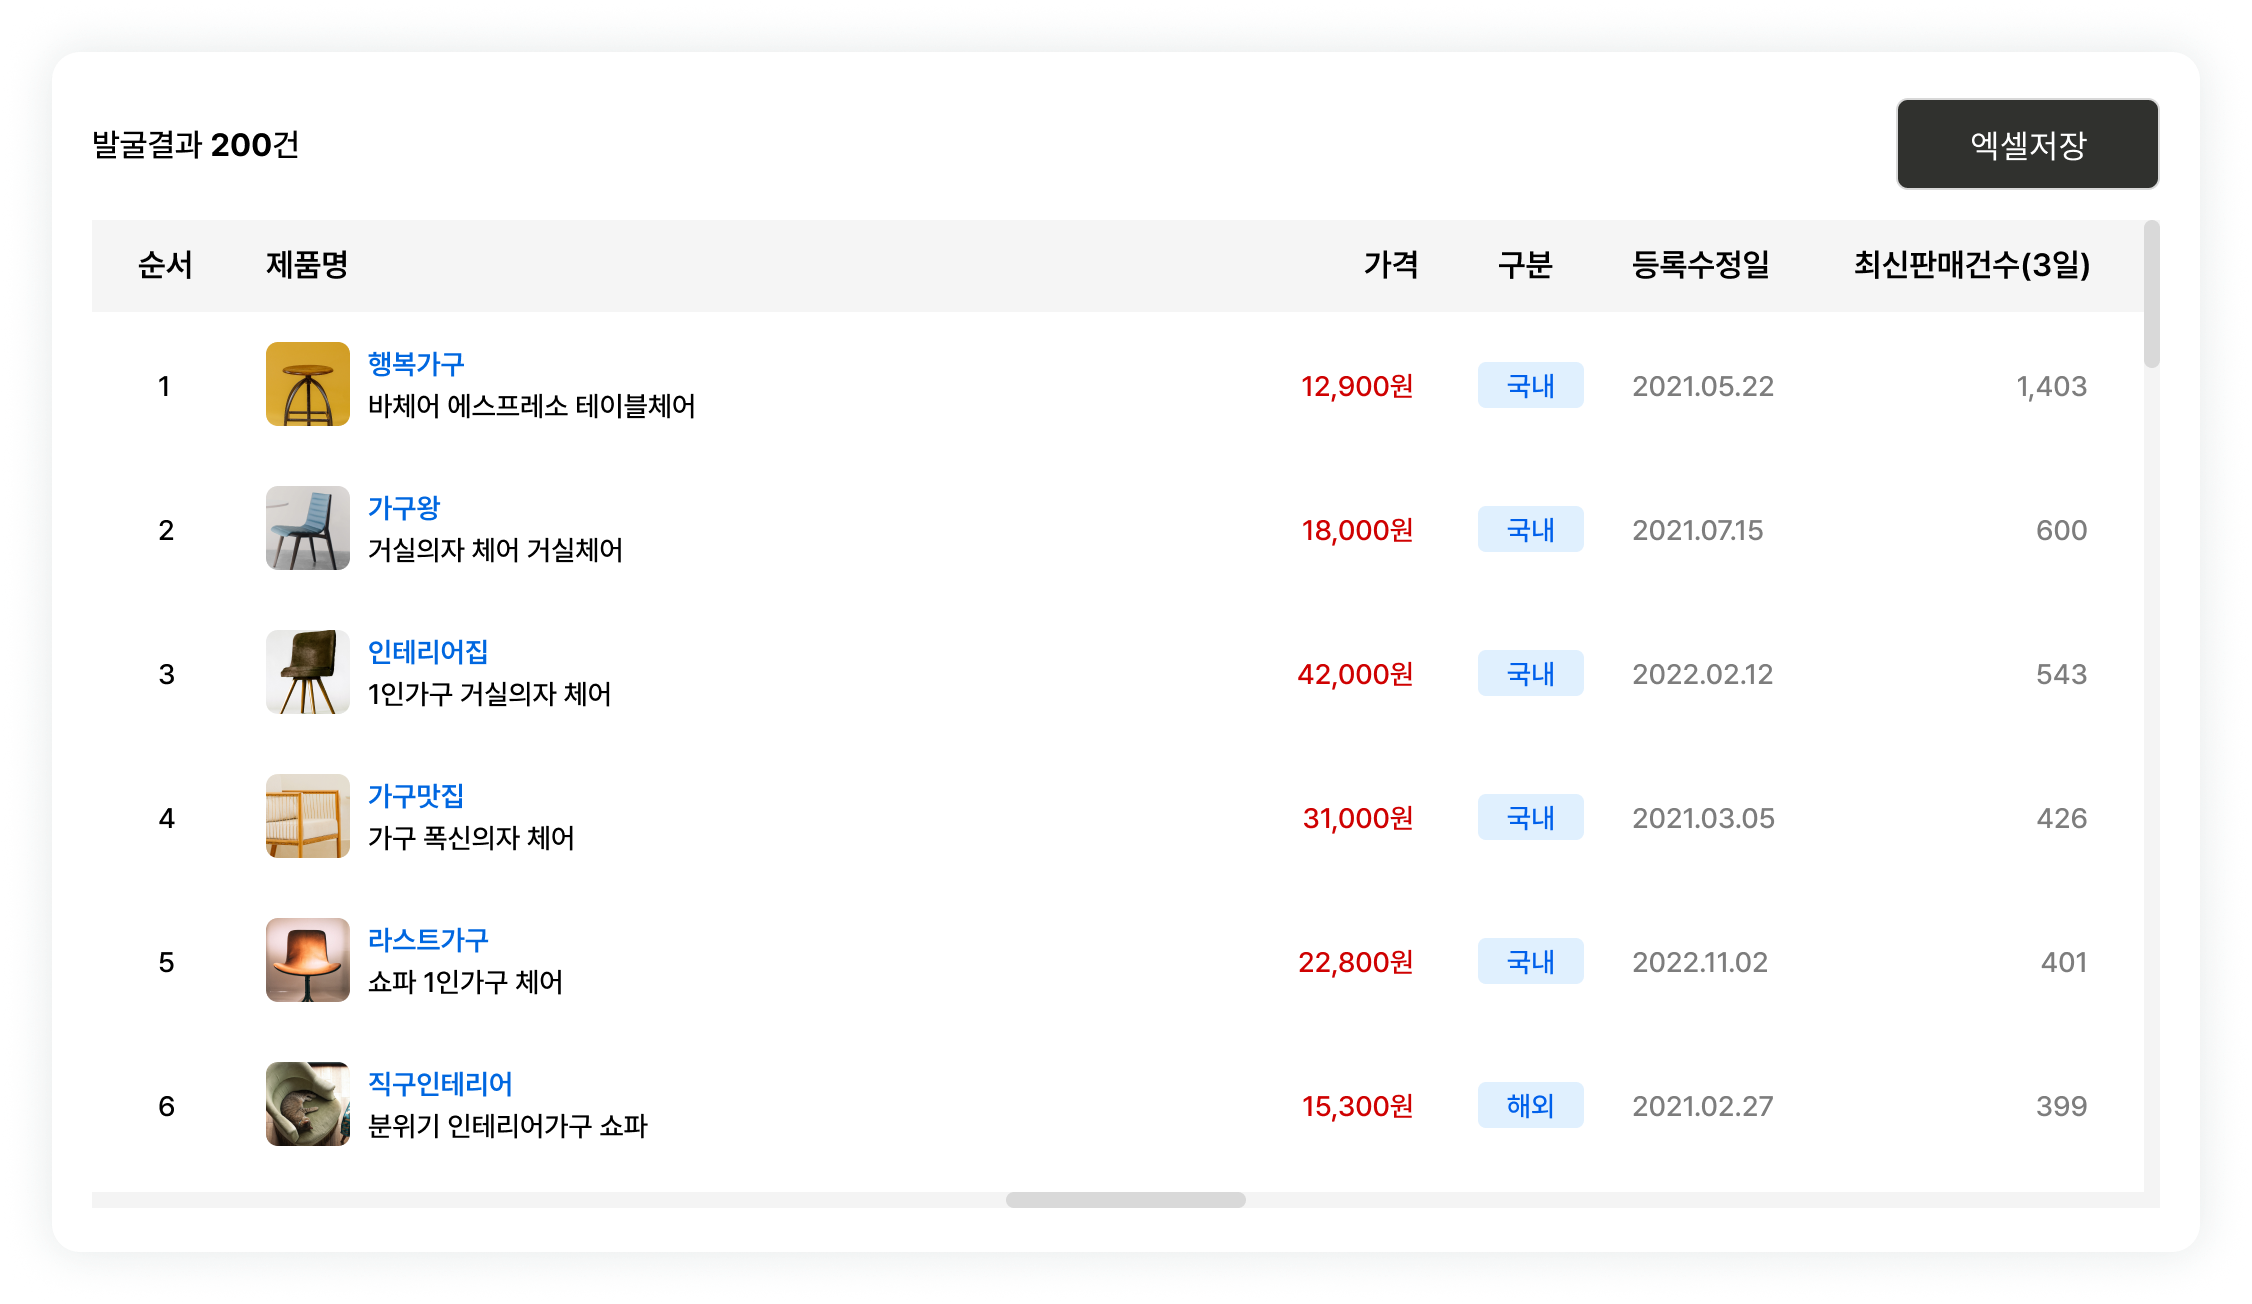 발굴결과 200건
엑셀저장
순서 제품명 가격 구분 등록수정일 최신판매건수(3일)
행복가구
1 바체어 에스프레소 테이블체어 12,900원 국내 2021.05.22 1,403
가구왕
2 거실의자 체어 거실체어 18,000원 국내 2021.07.15 600
인테리어집
3 1인가구 거실의자 체어 42,000원 국내 2022.02.12 543
가구맛집
4 가구 폭신의자 체어 31,000원 국내 2021.03.05 426
라스트가구
5 쇼파 1인가구 체어 22,800원 국내 2022.11.02 401
직구인테리어
6 분위기 인테리어가구 쇼파 15,300원 해외 2021.02.27 399